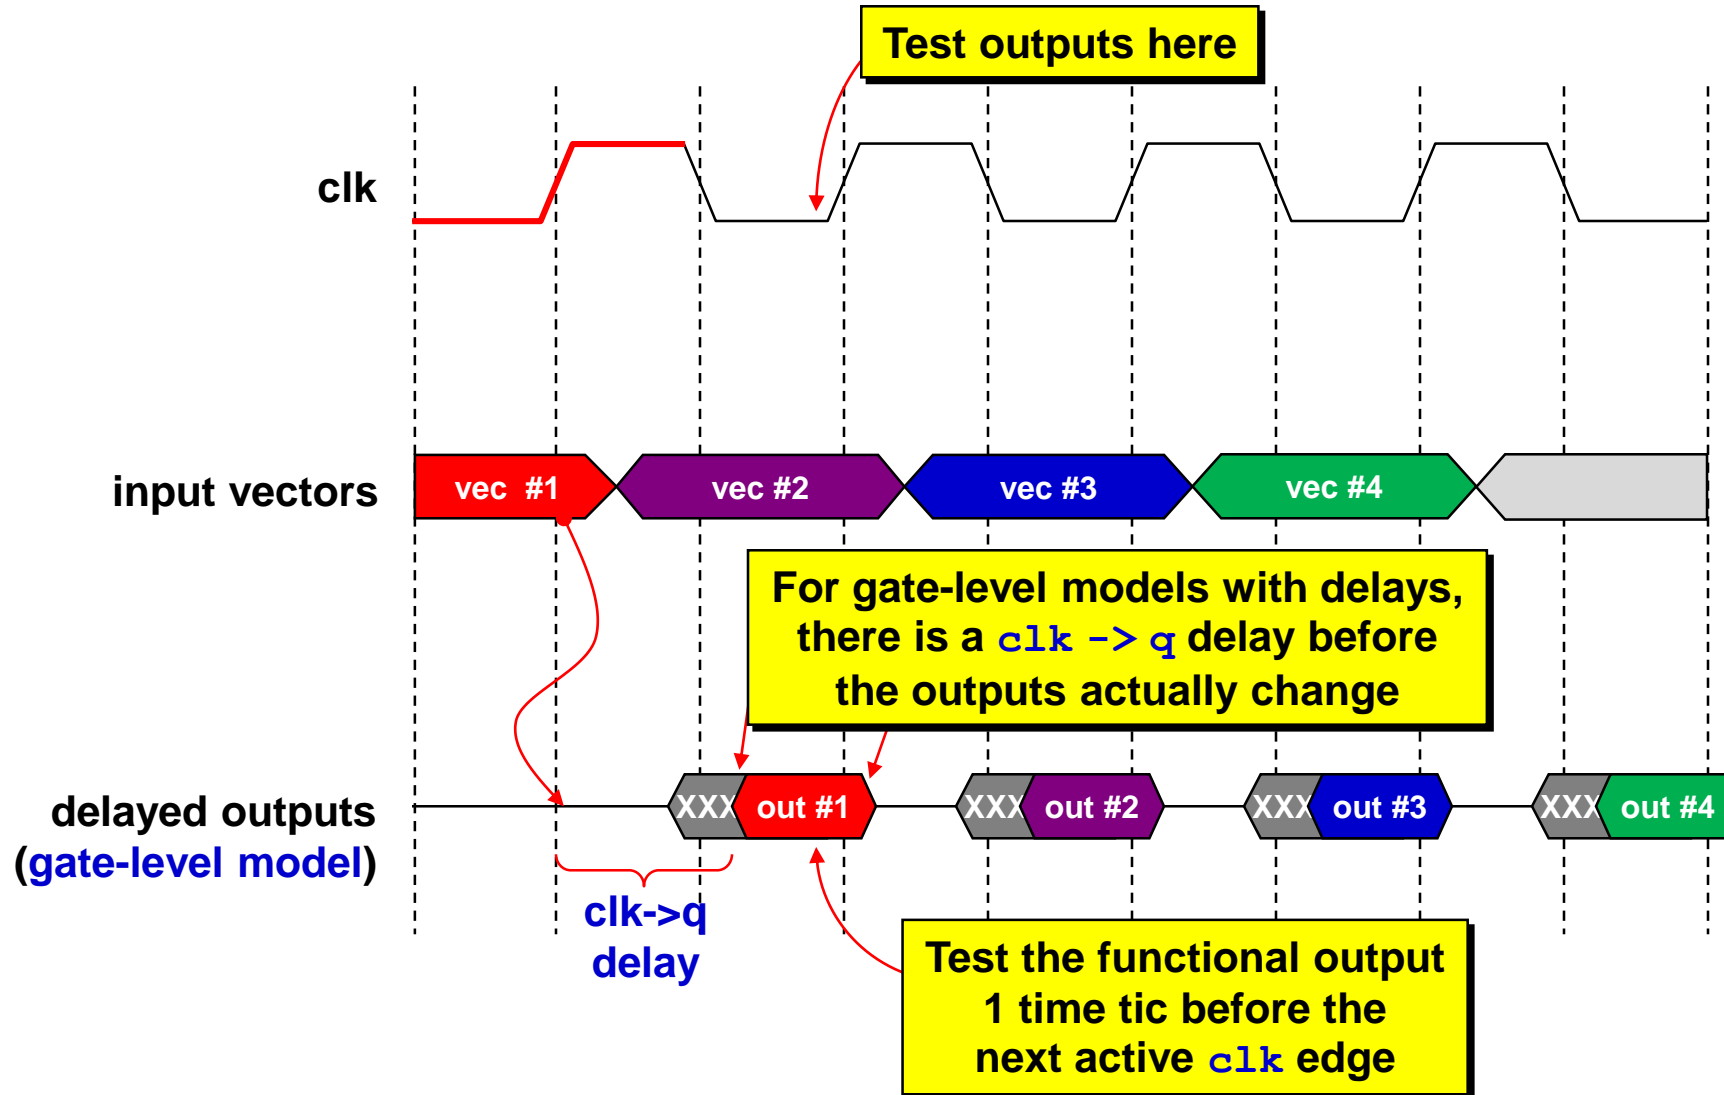 Test outputs here
clk
input vectors
vec #1
vec #2
vec #3
vec #4
For gate-level models with delays,
there is a clk -> q delay before
the outputs actually change
delayed outputs
(gate-level model)
XXX
out #1
XXX
out #2
XXX
out #3
XXX
out #4
clk->q
delay
Test the functional output
1 time tic before the
next active clk edge